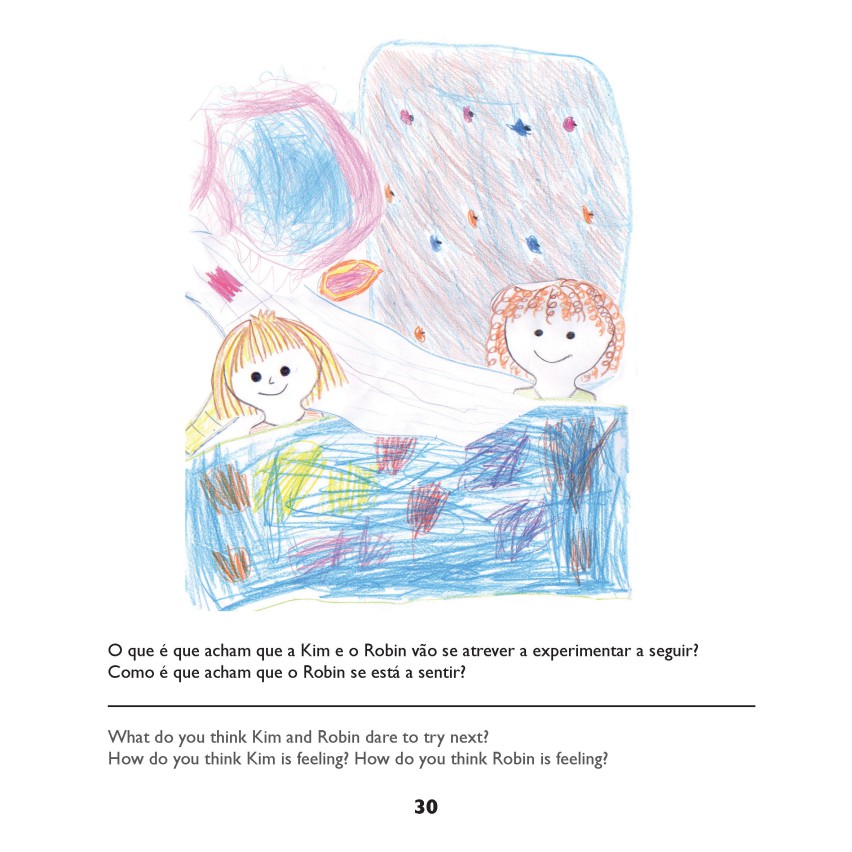 O que é que acham que a Kim e o Robin vão se atrever a experimentar a seguir?
Como é que acham que o Robin se está a sentir?
What do you think Kim and Robin dare to try next?
How do you think Kim is feeling? How do you think Robin is feeling?
30